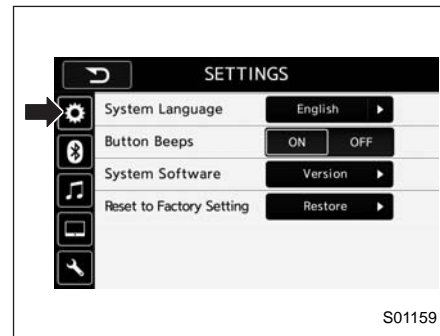 SETTINGS
System Language English
Button Beeps ON OFF
System Software Version
Reset to Factory Setting Restore
S01159